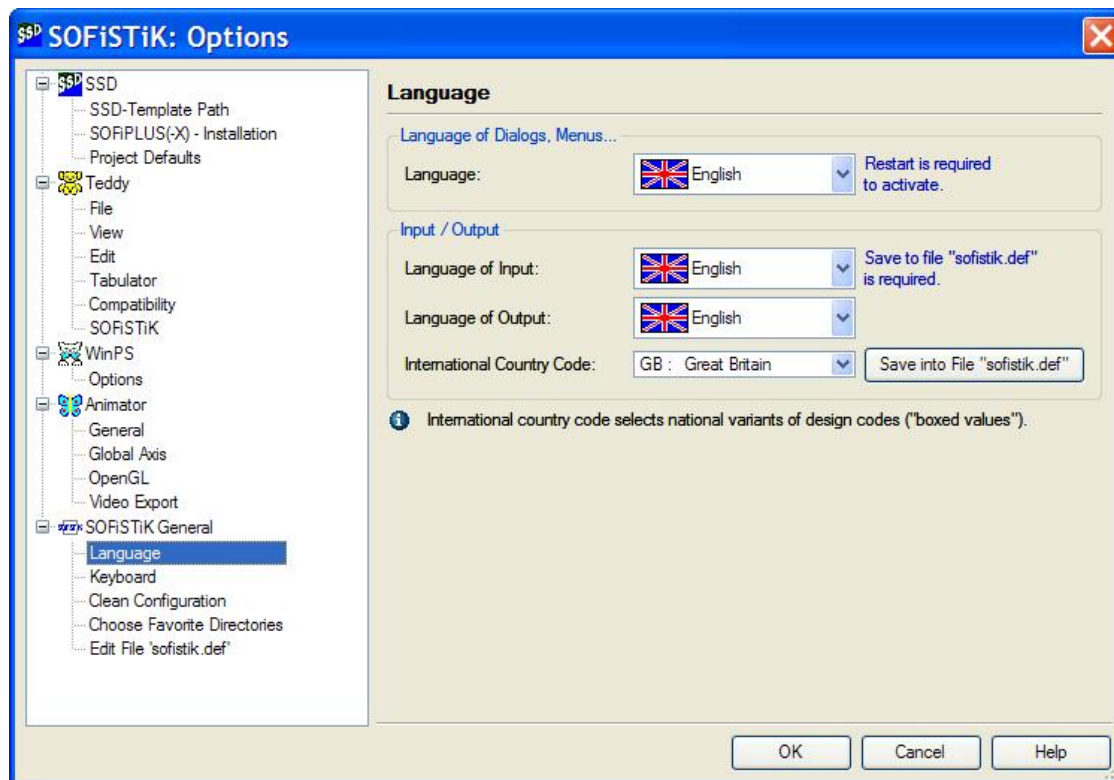 SSD SOFiSTiK: Options
SSD SSD
SSD-Template Path
SOFiPLUS(-X) - Installation
Project Defaults
Teddy
File
View
Edit
Tabulator
Compatibility
SOFiSTiK
WinPS
Options
Animator
General
Global Axis
OpenGL
Video Export
SOFiSTiK General
Language
Keyboard
Clean Configuration
Choose Favorite Directories
Edit File 'sofistik.def'
Language
Language of Dialogs, Menus...
Language: English Restart is required
to activate.
Input / Output
Language of Input: English Save to file "sofistik.def"
is required.
Language of Output: English
International Country Code: GB : Great Britain Save into File "sofistik.def"
International country code selects national variants of design codes ("boxed values").
OK Cancel Help